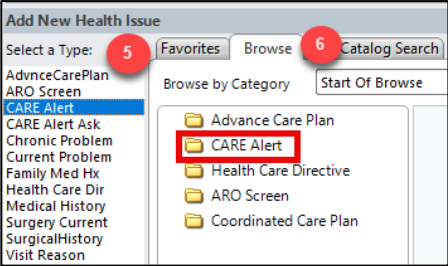 Add New Health Issue
Select a Type:
5
Favorites
Browse
6
Catalog Search
AdvnceCarePlan
ARO Screen
CARE Alert
CARE Alert Ask
Chronic Problem
Current Problem
Family Med Hx
Health Care Dir
Medical History
Surgery Current
SurgicalHistory
Visit Reason
Browse by Category
Start Of Browse
Advance Care Plan
CARE Alert
Health Care Directive
ARO Screen
Coordinated Care Plan